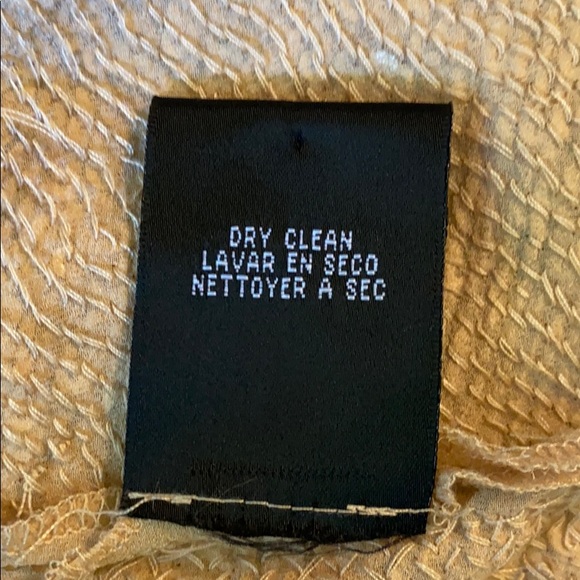 DRY CLEAN
LAVAR EN SECO
NETTOYER A SEC